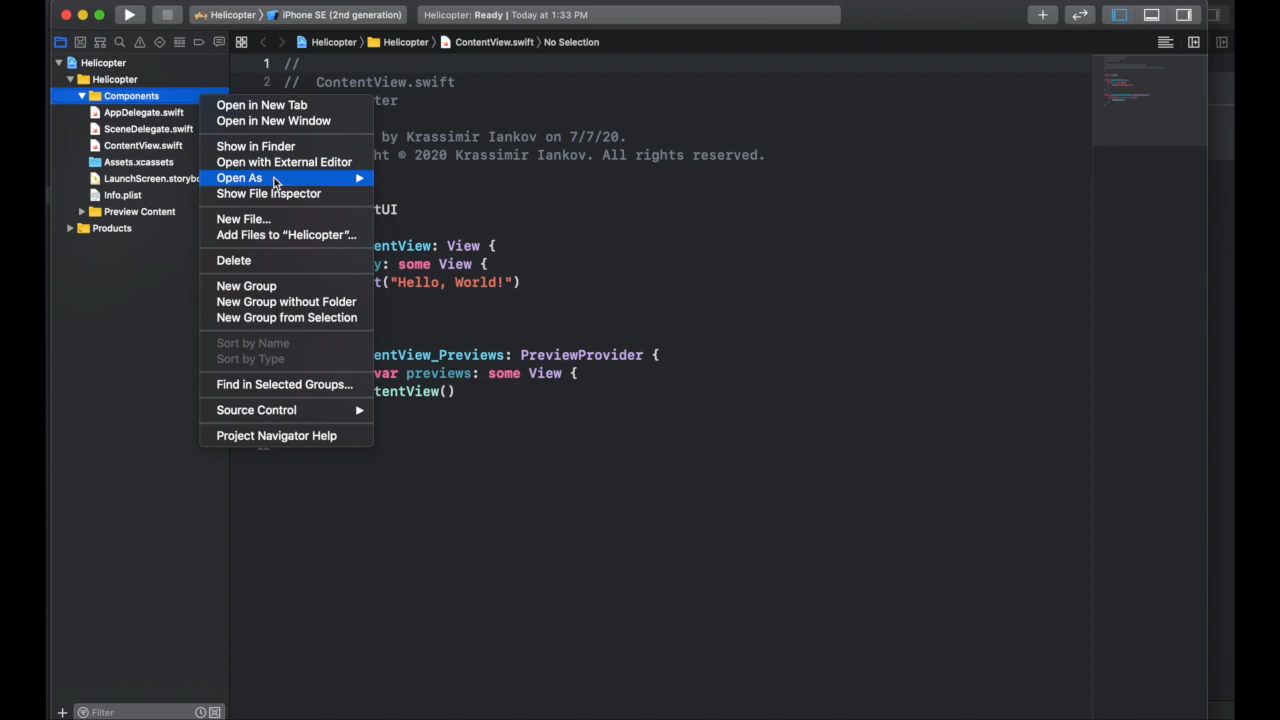 Helicopter 〉 iPhone SE (2nd generation)
Helicopter: Ready | Today at 1:33 PM
Helicopter 〉 Helicopter 〉 ContentView.swift 〉 No Selection
Helicopter
Helicopter
Components
AppDelegate.swift
SceneDelegate.swift
ContentView.swift
Assets.xcassets
LaunchScreen.storybo
Info.plist
Preview Content
Products
Filter
Open in New Tab
Open in New Window
Show in Finder
Open with External Editor
Open As
Show File Inspector
New File...
Add Files to “Helicopter”...
Delete
New Group
New Group without Folder
New Group from Selection
Sort by Name
Sort by Type
Find in Selected Groups...
Source Control
Project Navigator Help
1 //
2 // ContentView.swift
ter
by Krassimir Iankov on 7/7/20.
ht © 2020 Krassimir Iankov. All rights reserved.
tUI
entView: View {
y: some View {
t("Hello, World!")
entView_Previews: PreviewProvider {
var previews: some View {
tentView()